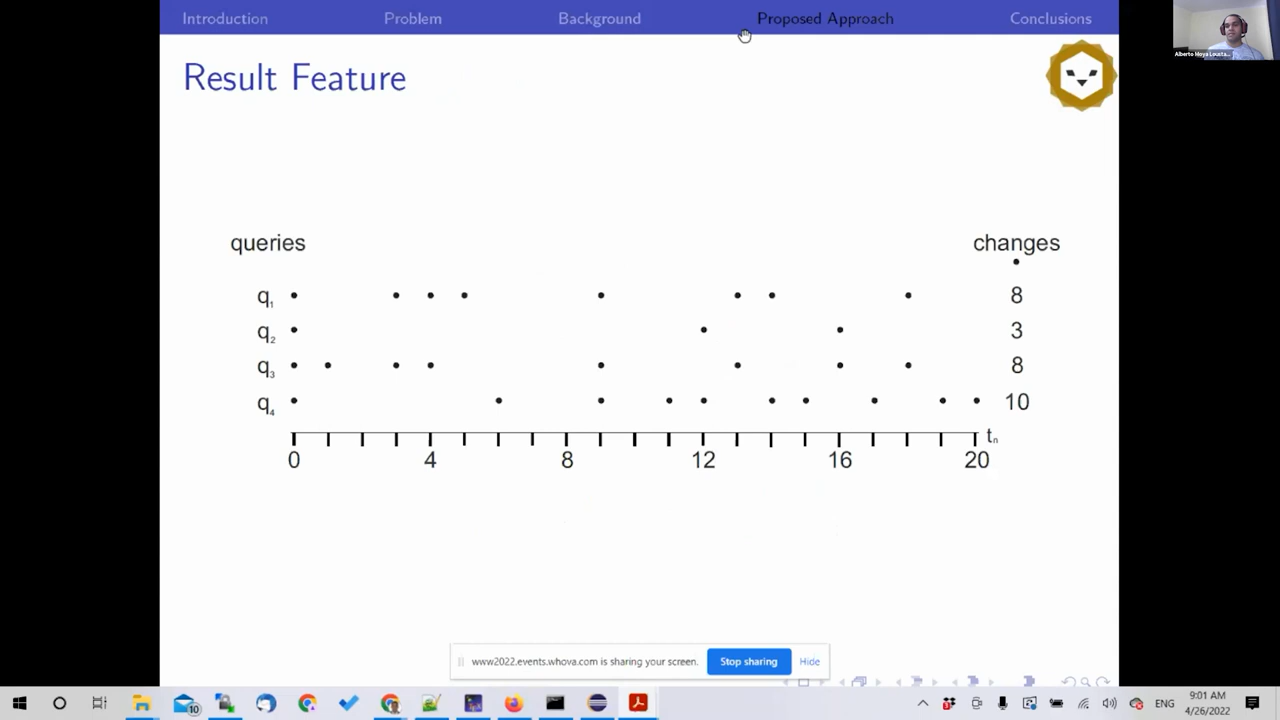 Introduction Problem Background Proposed Approach Conclusions
Result Feature
queries changes
q1 8
q2 3
q3 8
q4 10
tn
0 4 8 12 16 20
www2022.events.whova.com is sharing your screen. Stop sharing Hide
10 ENG 9:01 AM
4/26/2022